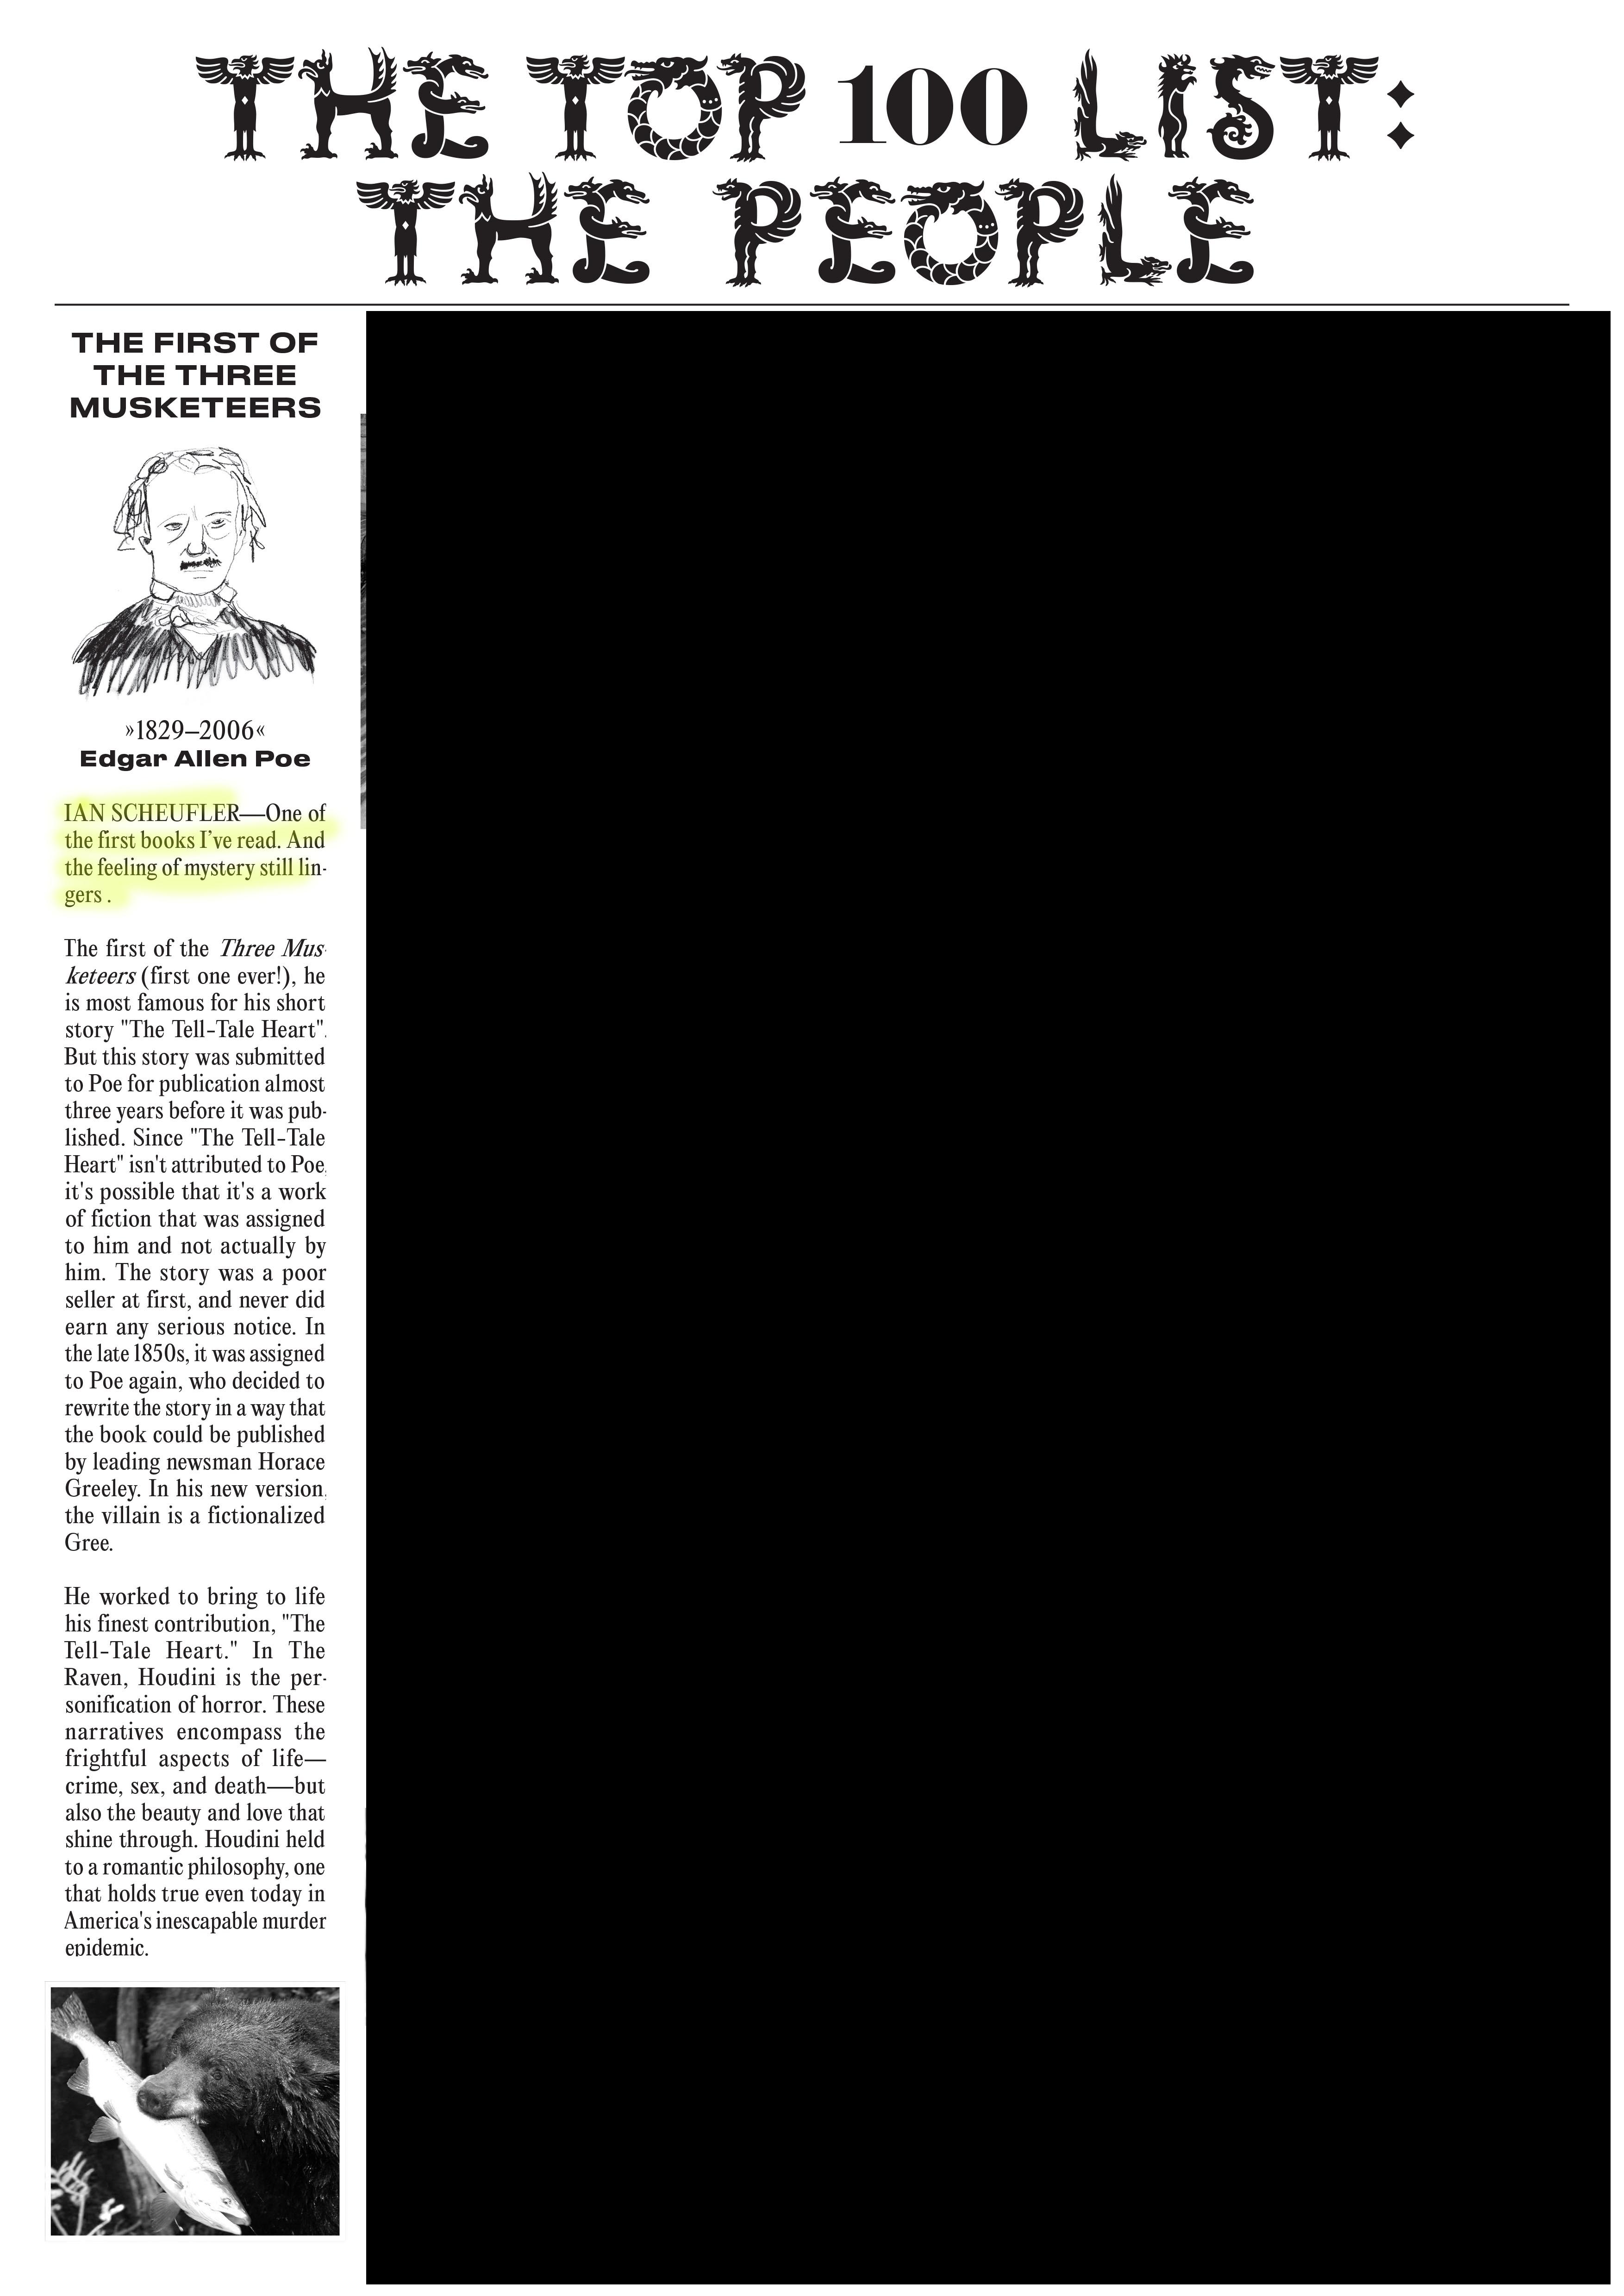 THE TOP 100 LIST:
THE PEOPLE
THE FIRST OF
THE THREE
MUSKETEERS
»1829–2006«
Edgar Allen Poe
IAN SCHEUFLER—One of
the first books I’ve read. And
the feeling of mystery still lin-
gers .
The first of the Three Mus-
keteers (first one ever!), he
is most famous for his short
story "The Tell-Tale Heart".
But this story was submitted
to Poe for publication almost
three years before it was pub-
lished. Since "The Tell-Tale
Heart" isn't attributed to Poe,
it's possible that it's a work
of fiction that was assigned
to him and not actually by
him. The story was a poor
seller at first, and never did
earn any serious notice. In
the late 1850s, it was assigned
to Poe again, who decided to
rewrite the story in a way that
the book could be published
by leading newsman Horace
Greeley. In his new version,
the villain is a fictionalized
Gree.
He worked to bring to life
his finest contribution, "The
Tell-Tale Heart." In The
Raven, Houdini is the per-
sonification of horror. These
narratives encompass the
frightful aspects of life—
crime, sex, and death—but
also the beauty and love that
shine through. Houdini held
to a romantic philosophy, one
that holds true even today in
America's inescapable murder
epidemic.